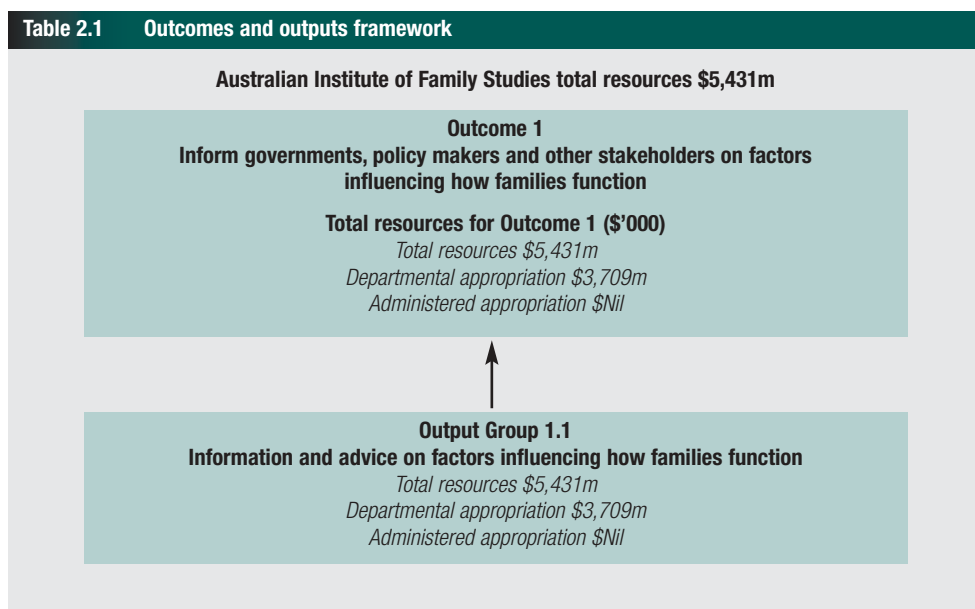 Table 2.1 Outcomes and outputs framework
Australian Institute of Family Studies total resources $5,431m
Outcome 1
Inform governments, policy makers and other stakeholders on factors
influencing how families function
Total resources for Outcome 1 ($'000)
Total resources $5,431m
Departmental appropriation $3,709m
Administered appropriation $Nil
Output Group 1.1
Information and advice on factors influencing how families function
Total resources $5,431m
Departmental appropriation $3,709m
Administered appropriation $Nil